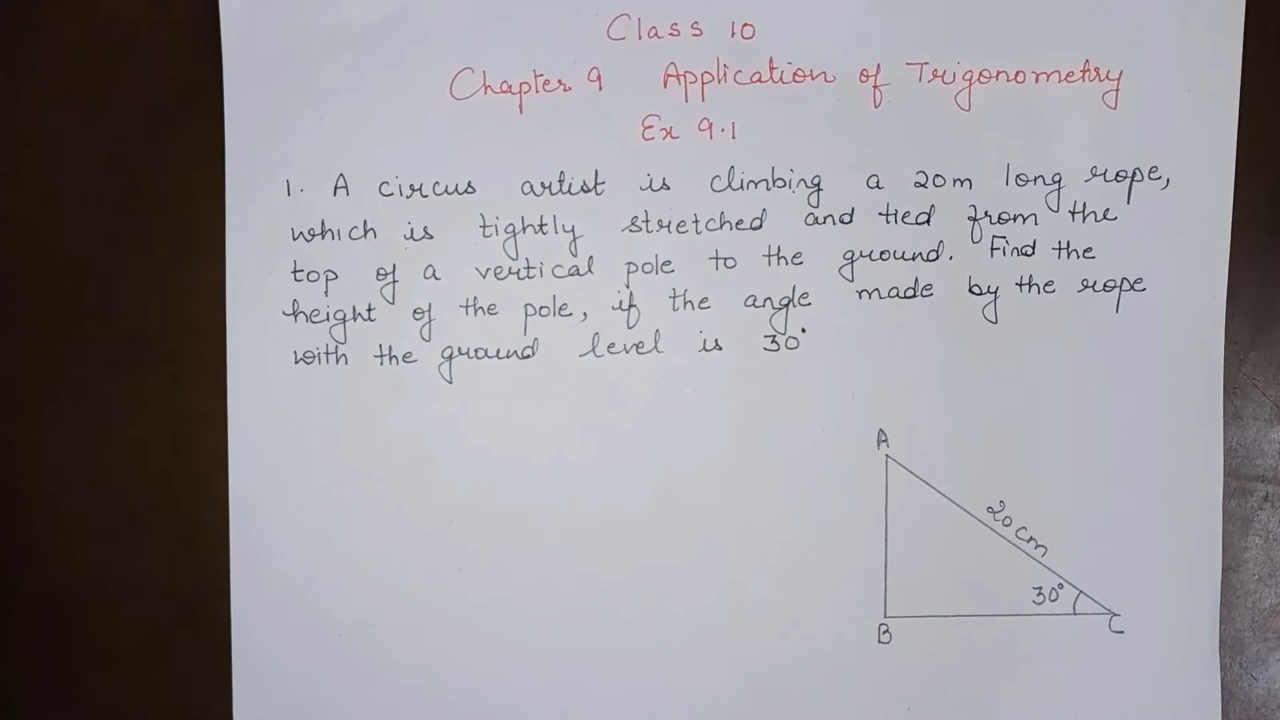 Class 10
Chapter 9 Application of Trigonometry
Ex 9.1
1. A circus artist is climbing a 20m long rope,
which is tightly stretched and tied from the
top of a vertical pole to the ground. Find the
height of the pole, if the angle made by the rope
with the ground level is 30°
A
20 cm
30°
B
C